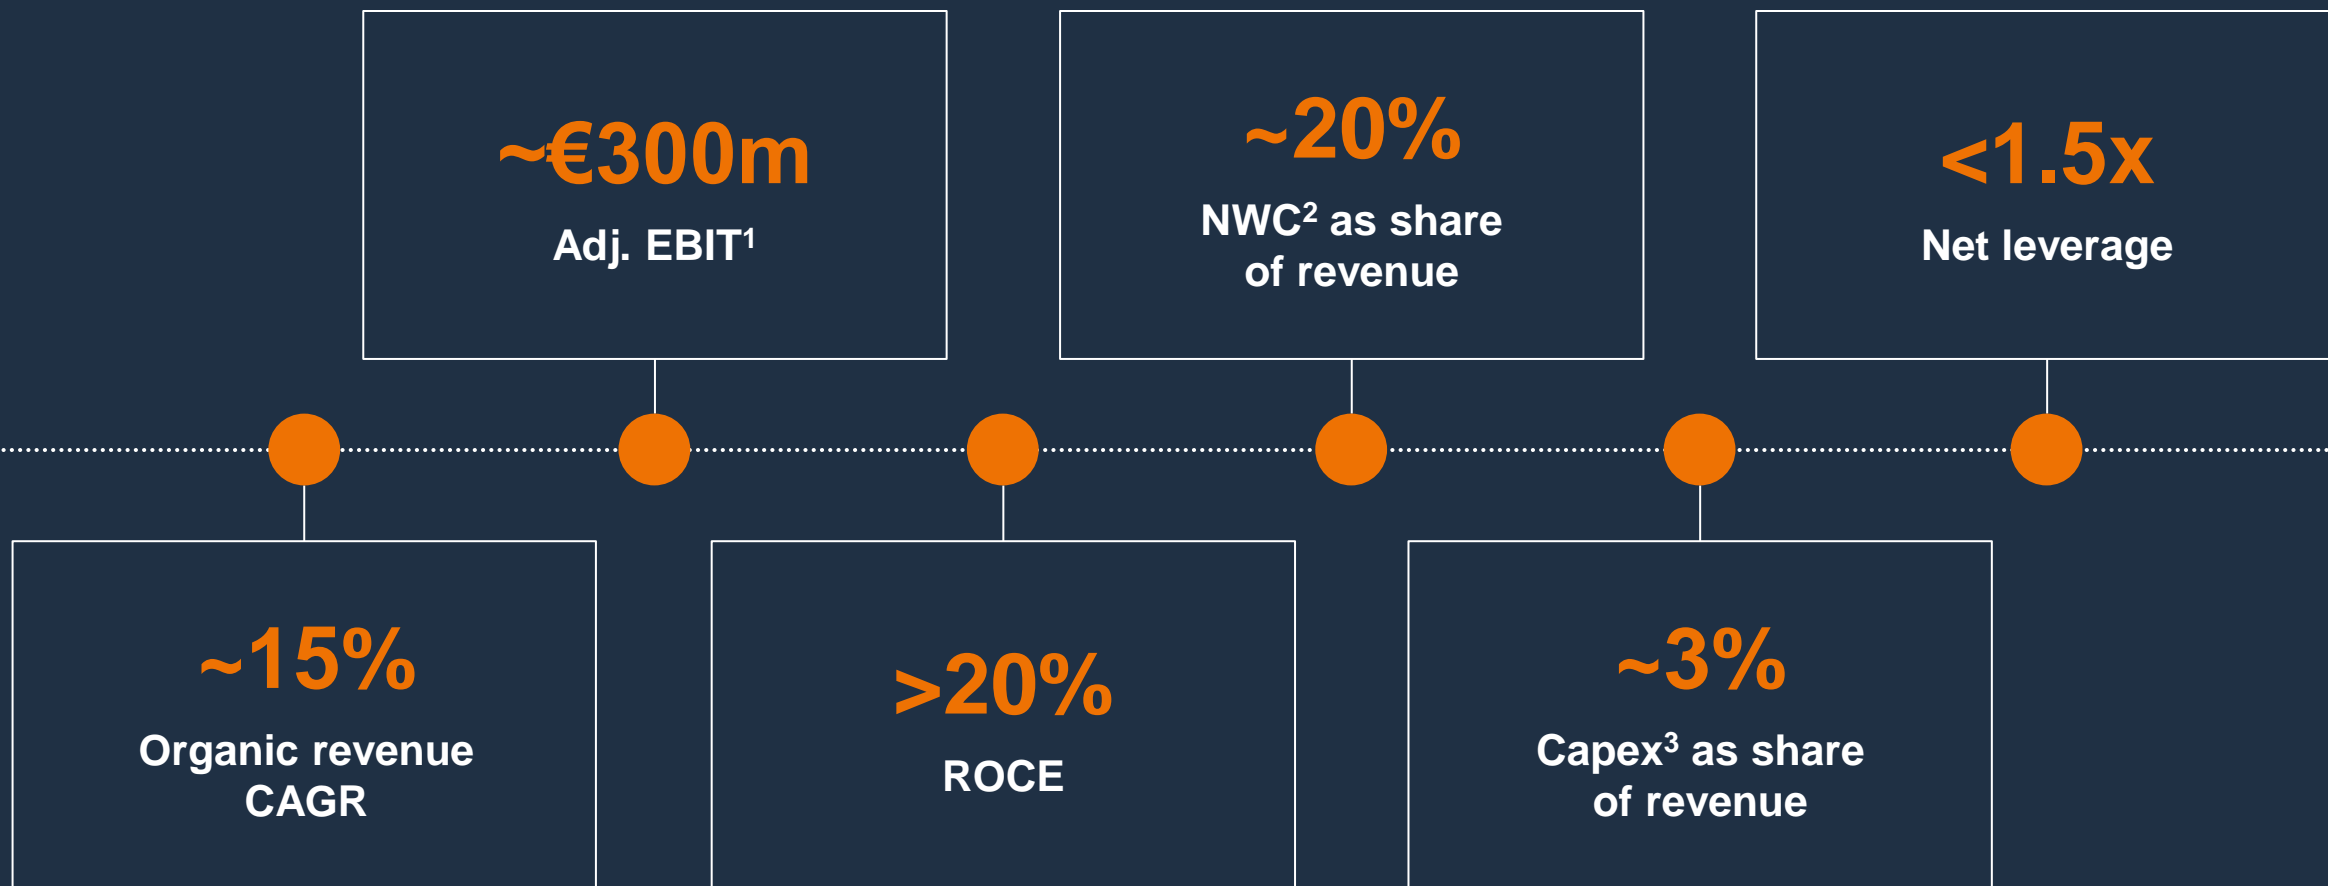 ~€300m
Adj. EBIT¹
~20%
NWC² as share
of revenue
<1.5x
Net leverage
~15%
Organic revenue
CAGR
>20%
ROCE
~3%
Capex³ as share
of revenue